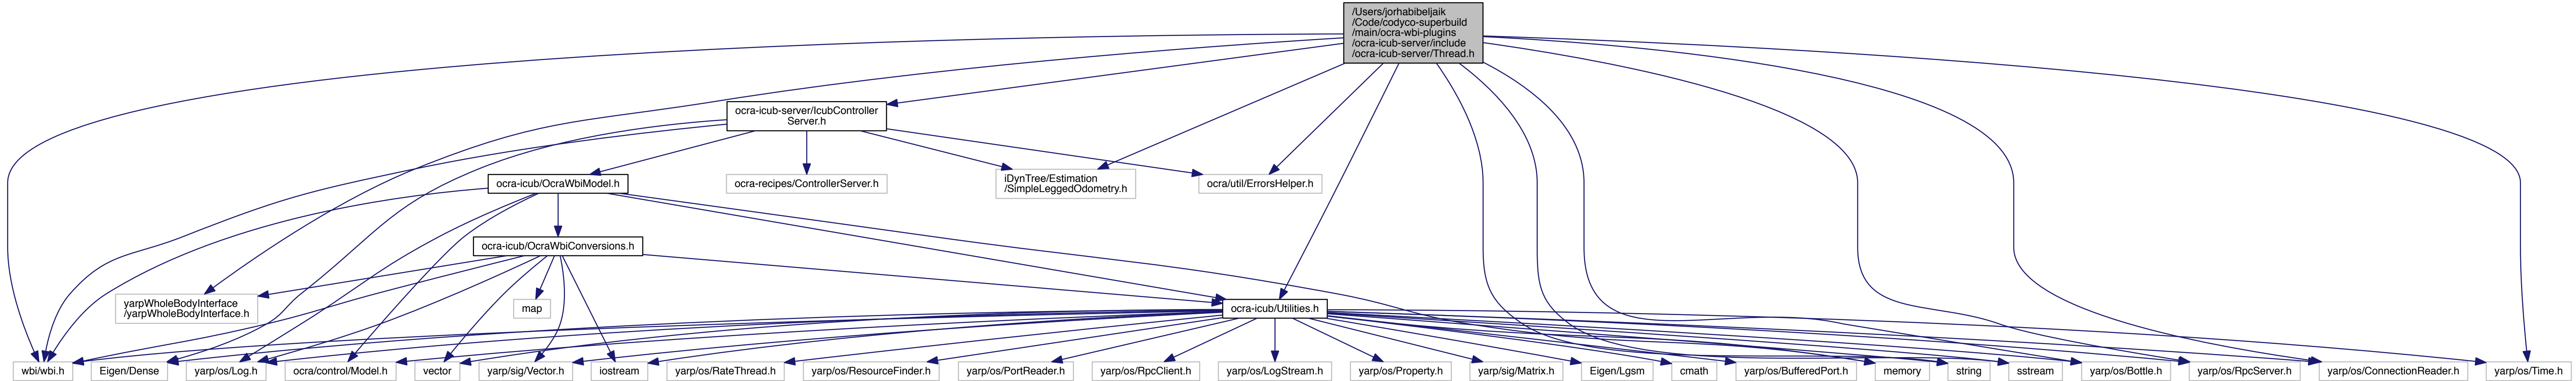 /Users/jorhabibeljaik
/Code/codyco-superbuild
/main/ocra-wbi-plugins
/ocra-icub-server/include
/ocra-icub-server/Thread.h
ocra-icub-server/IcubController
Server.h
ocra-icub/OcraWbiModel.h
ocra-recipes/ControllerServer.h
iDynTree/Estimation
/SimpleLeggedOdometry.h
ocra/util/ErrorsHelper.h
ocra-icub/OcraWbiConversions.h
yarpWholeBodyInterface
/yarpWholeBodyInterface.h
map
ocra-icub/Utilities.h
wbi/wbi.h
Eigen/Dense
yarp/os/Log.h
ocra/control/Model.h
vector
yarp/sig/Vector.h
iostream
yarp/os/RateThread.h
yarp/os/ResourceFinder.h
yarp/os/PortReader.h
yarp/os/RpcClient.h
yarp/os/LogStream.h
yarp/os/Property.h
yarp/sig/Matrix.h
Eigen/Lgsm
cmath
yarp/os/BufferedPort.h
memory
string
sstream
yarp/os/Bottle.h
yarp/os/RpcServer.h
yarp/os/ConnectionReader.h
yarp/os/Time.h